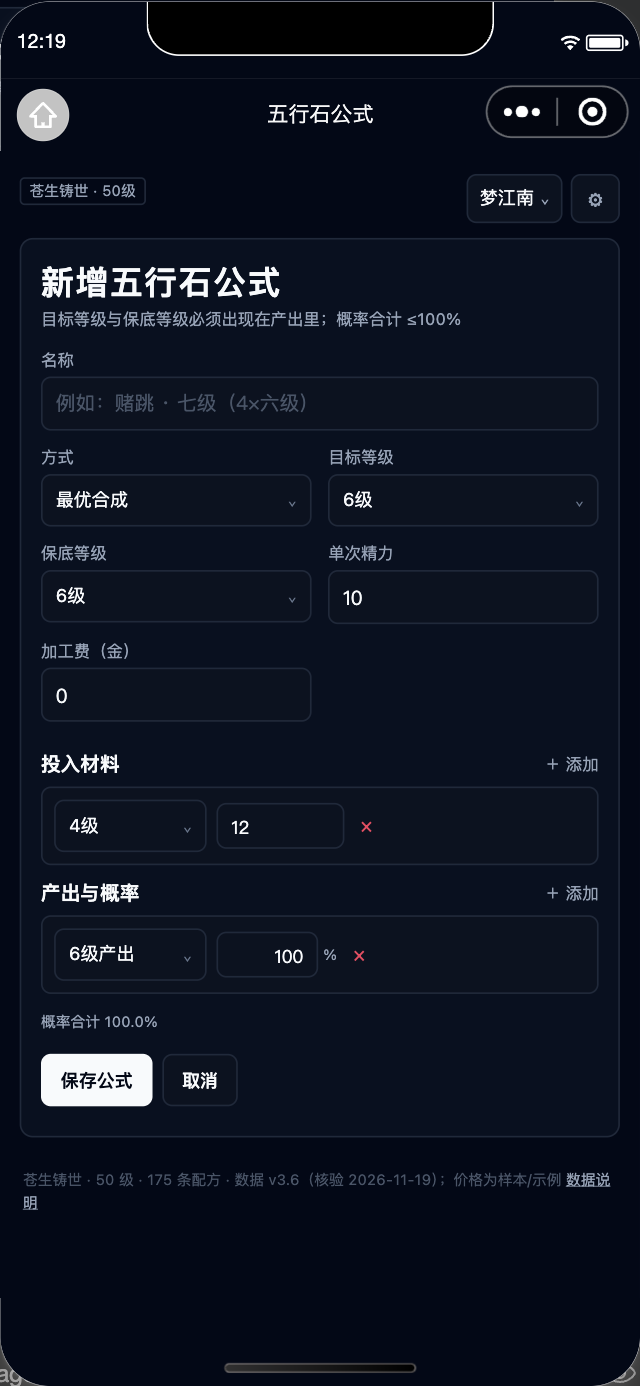 12:19
五行石公式
苍生铸世 · 50级
梦江南
新增五行石公式
目标等级与保底等级必须出现在产出里；概率合计 ≤100%
名称
例如：赌跳 · 七级（4×六级）
方式
目标等级
最优合成
6级
保底等级
单次精力
6级
10
加工费（金）
0
投入材料
+ 添加
4级
12
×
产出与概率
+ 添加
6级产出
100
%
×
概率合计 100.0%
保存公式
取消
苍生铸世 · 50 级 · 175 条配方 · 数据 v3.6（核验 2026-11-19）；价格为样本/示例 数据说
明